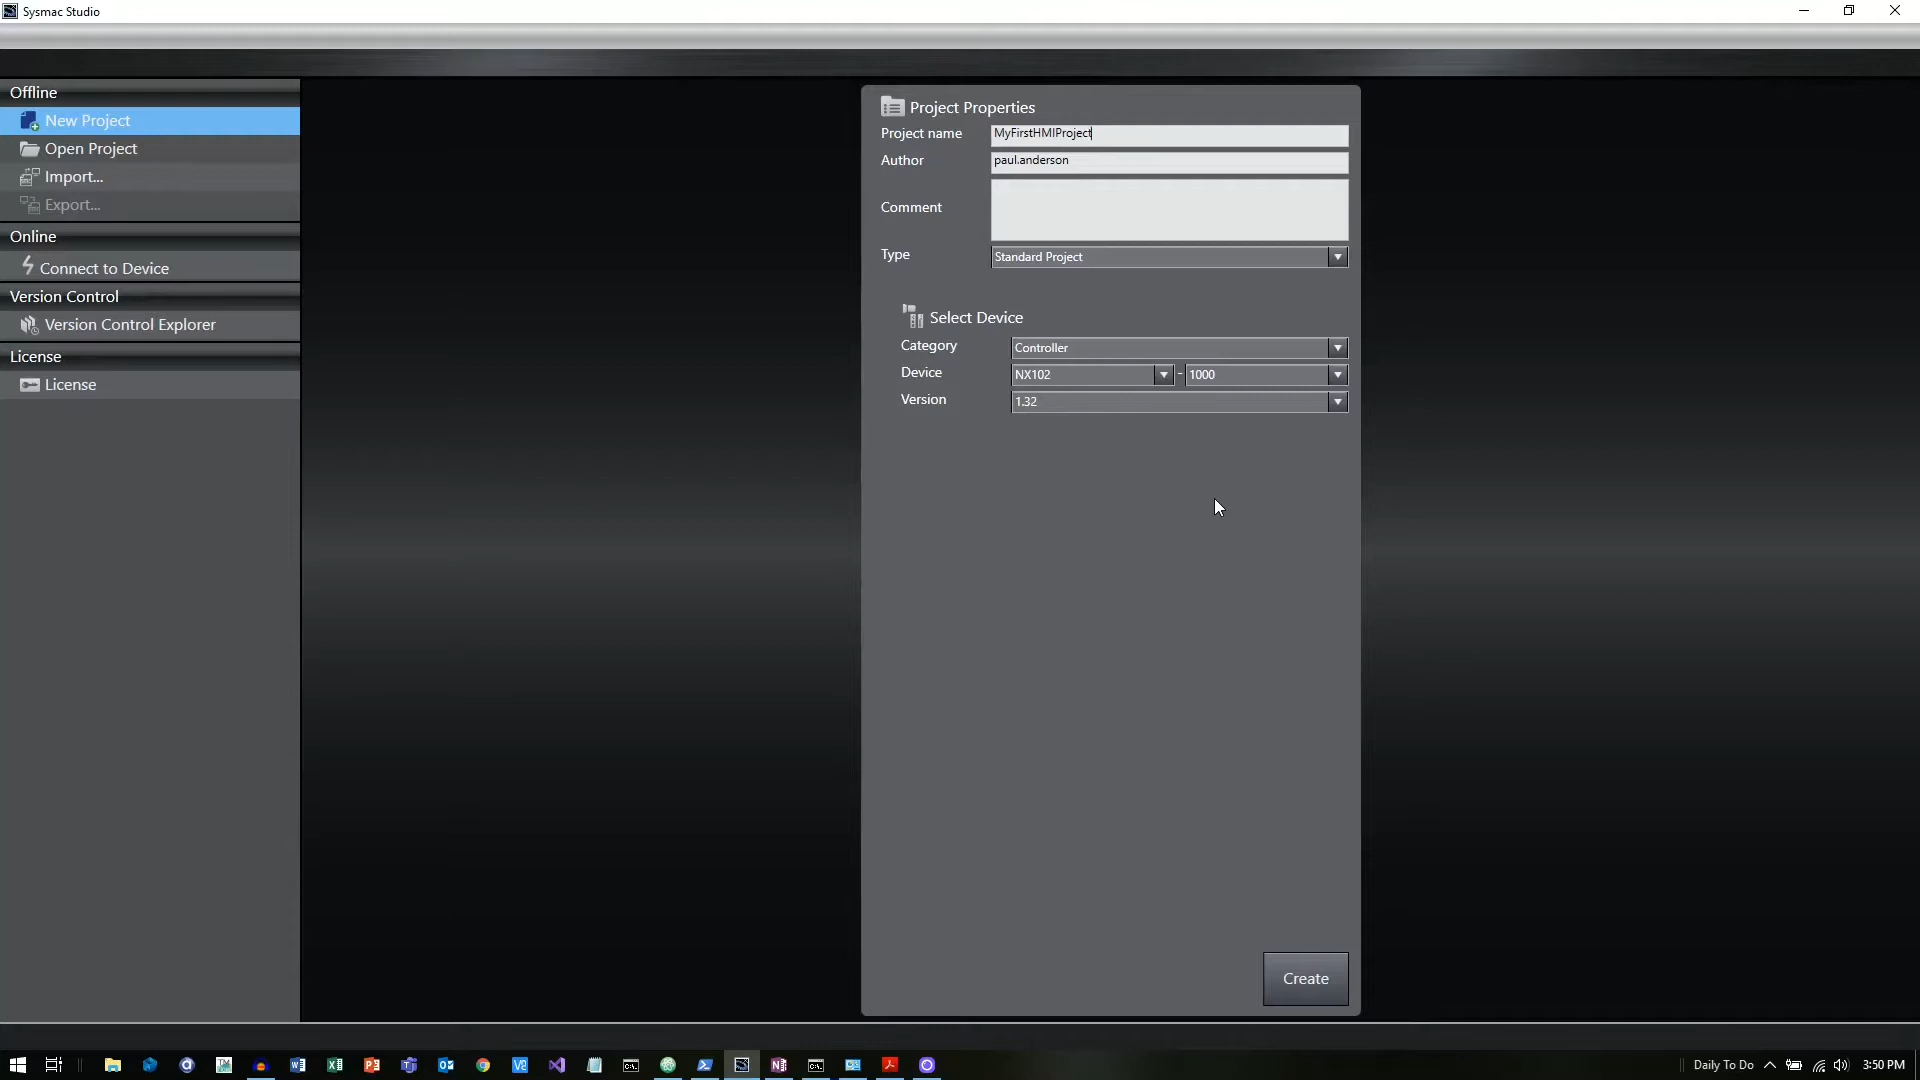 Sysmac Studio
Offline
New Project
Open Project
Import...
Export...
Online
Connect to Device
Version Control
Version Control Explorer
License
License
Project Properties
Project name MyFirstHMIProject
Author paul.anderson
Comment
Type Standard Project
Select Device
Category Controller
Device NX102 - 1000
Version 1.32
Create
Daily To Do 3:50 PM